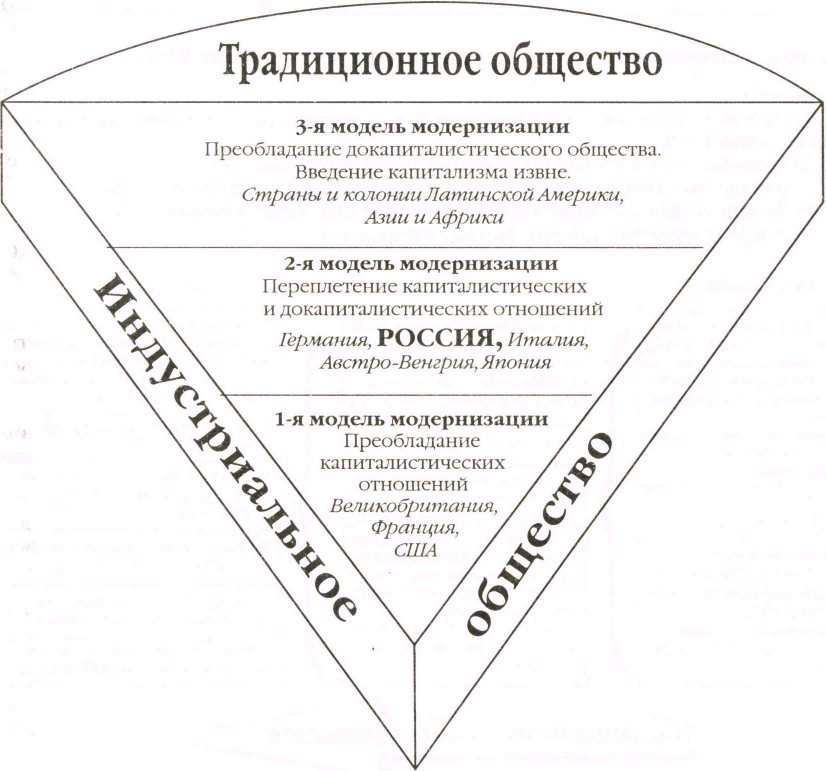 Традиционное общество
3-я модель модернизации
Преобладание докапиталистического общества.
Введение капитализма извне.
Страны и колонии Латинской Америки,
Азии и Африки
2-я модель модернизации
Переплетение капиталистических
и докапиталистических отношений
Германия, РОССИЯ, Италия,
Австро-Венгрия, Япония
1-я модель модернизации
Преобладание
капиталистических
отношений
Великобритания,
Франция,
США
Индустриальное
общество